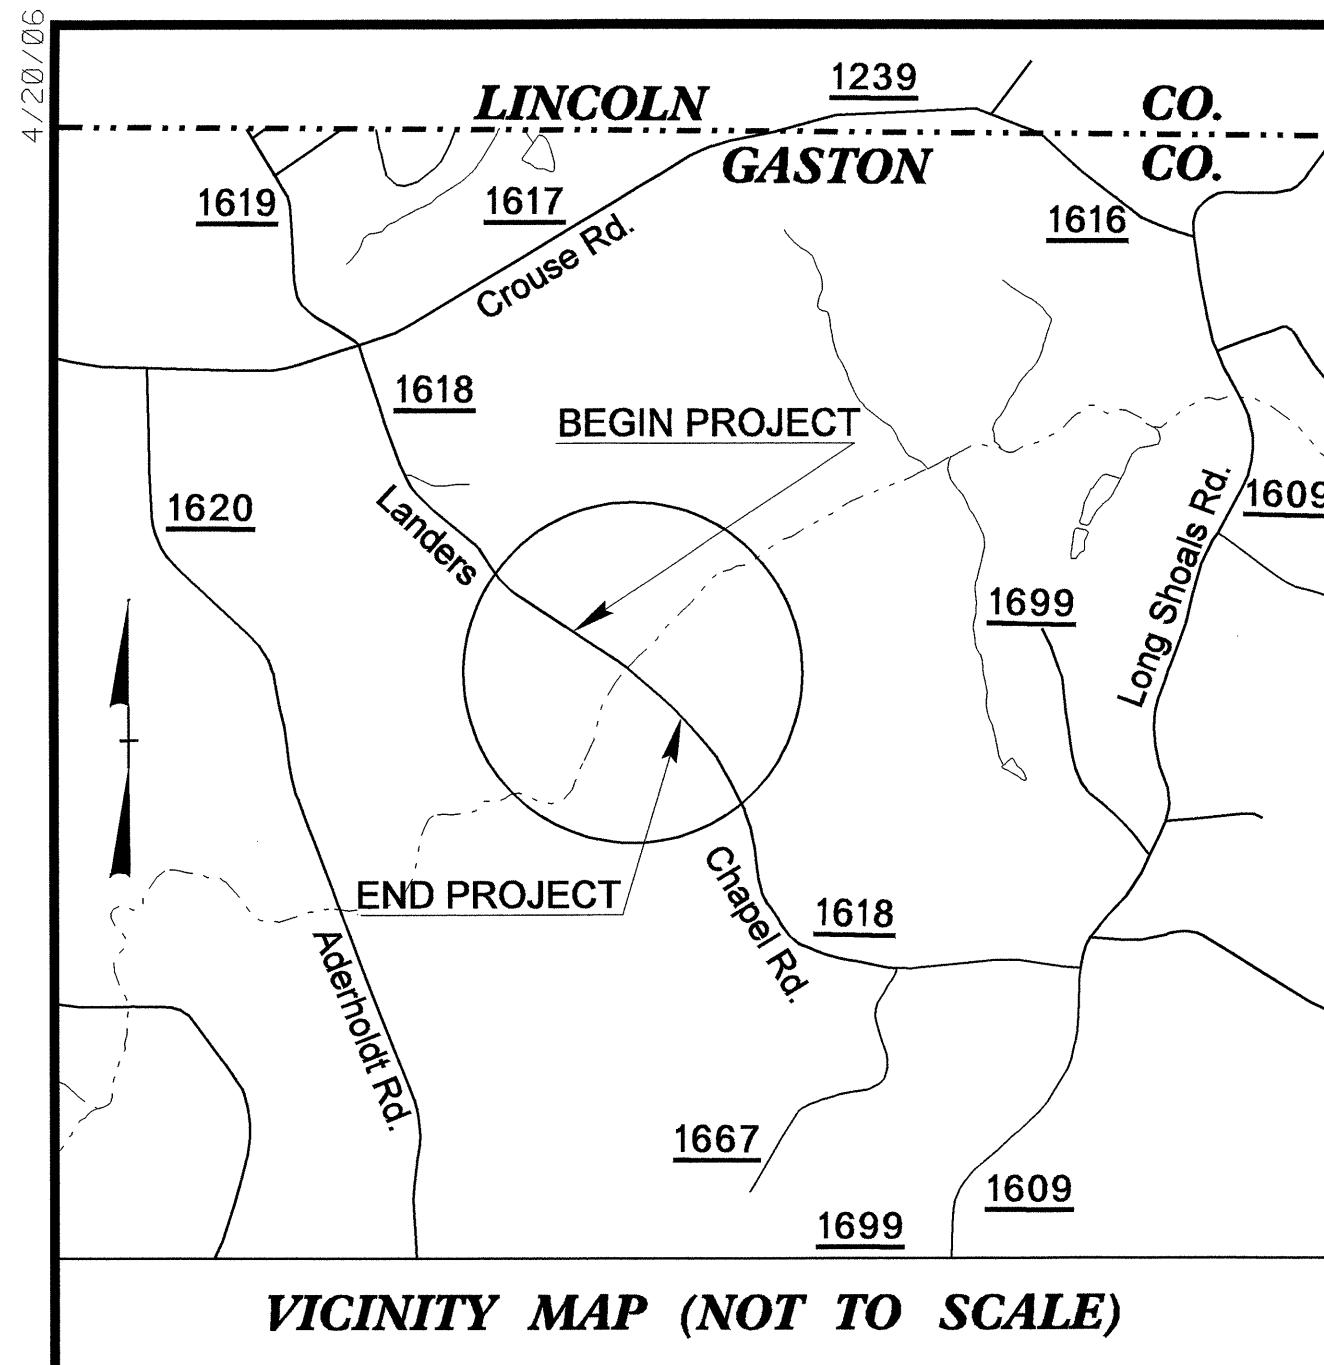 4/20/06
1239
LINCOLN CO.
GASTON CO.
1619
1617
1616
Crouse Rd.
1618
BEGIN PROJECT
1620
Landers
1609
Long Shoals Rd.
1699
END PROJECT
Chapel Rd.
1618
Aderholdt Rd.
1667
1609
1699
VICINITY MAP (NOT TO SCALE)